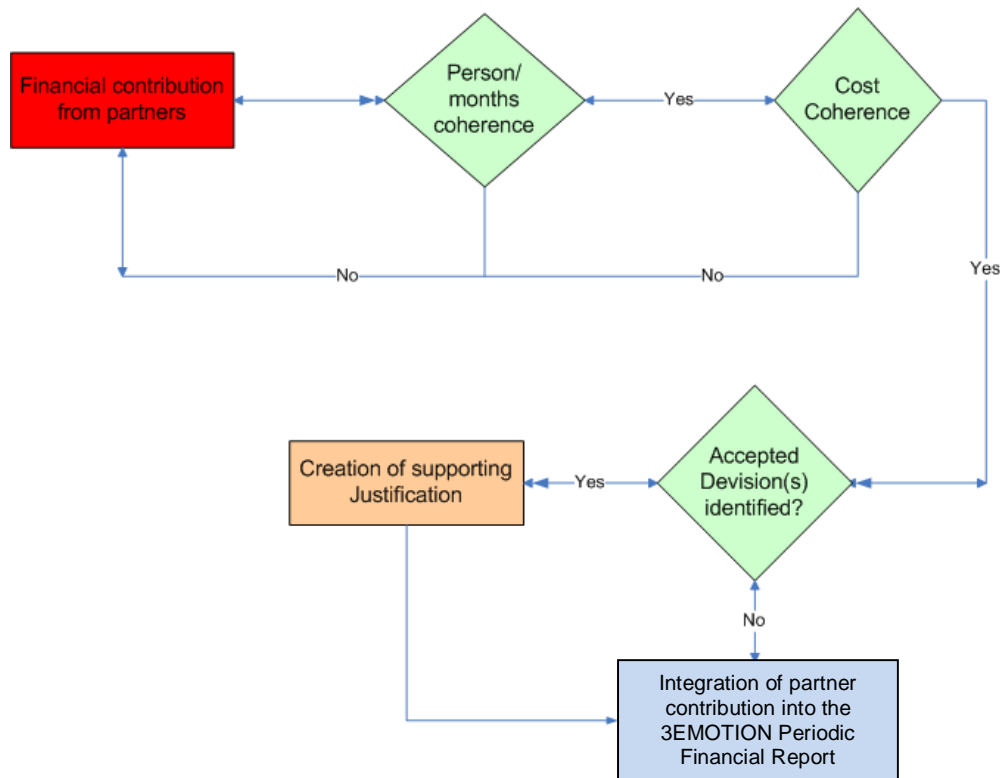 Financial contribution
from partners
Person/
months
coherence
Yes
Cost
Coherence
No
No
Yes
Creation of supporting
Justification
Yes
Accepted
Devision(s)
identified?
No
Integration of partner
contribution into the
3EMOTION Periodic
Financial Report